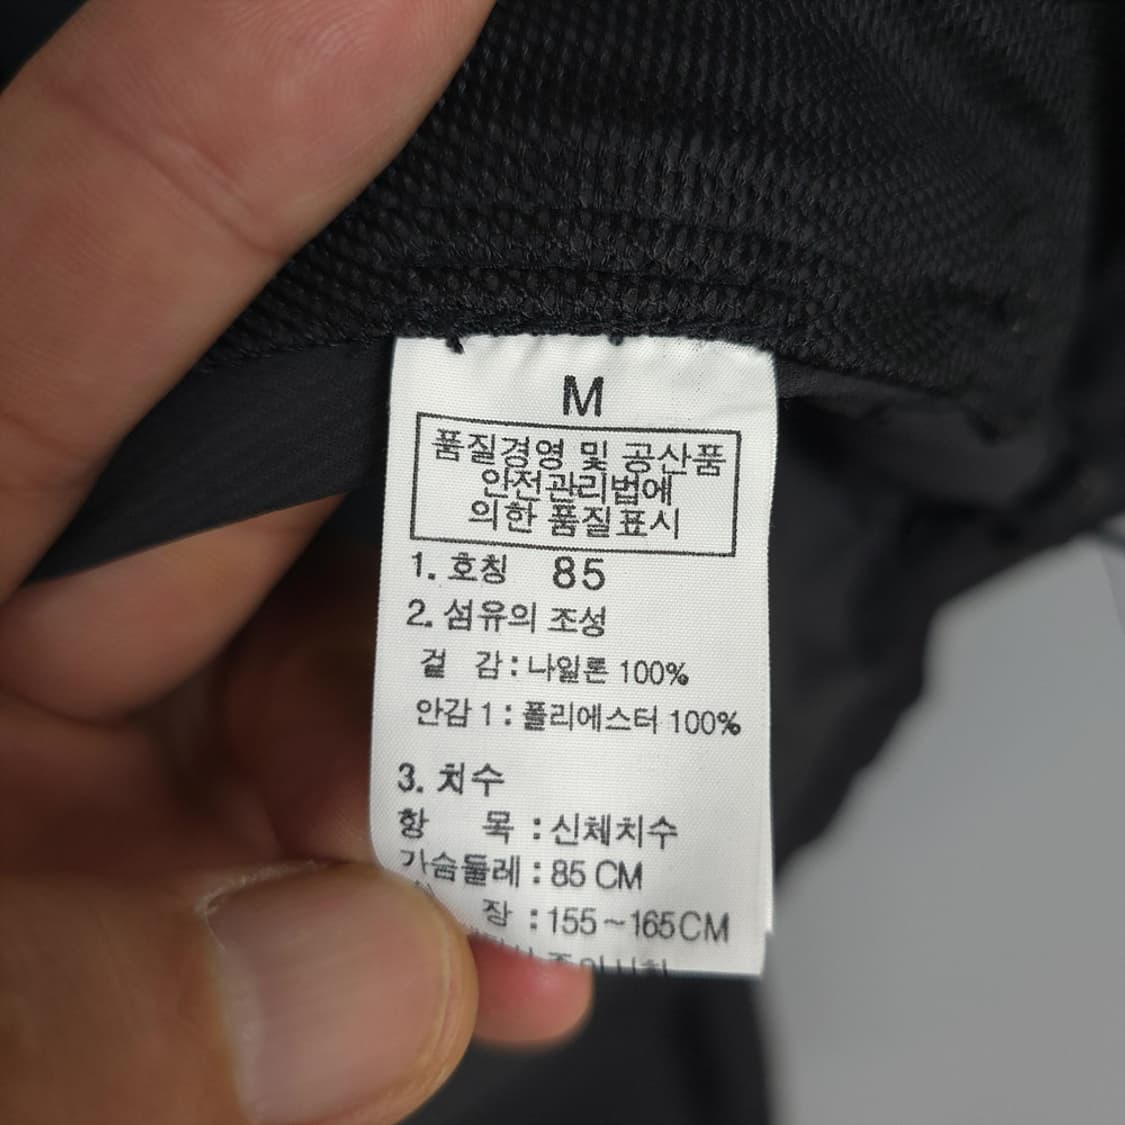 M
품질경영 및 공산품
안전관리법에
의한 품질표시
1. 호칭 85
2. 섬유의 조성
겉 감 : 나일론 100%
안감 1 : 폴리에스터 100%
3. 치수
항 목 : 신체치수
가슴둘레 : 85 CM
장 : 155~165CM